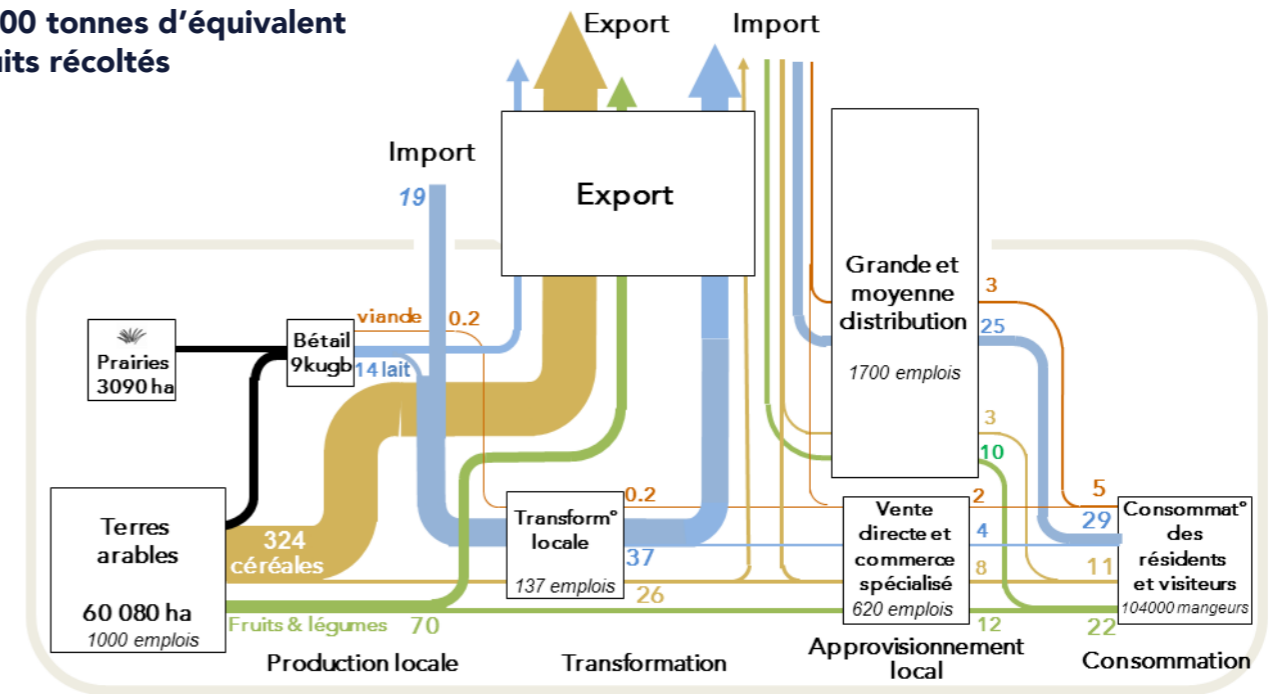 00 tonnes d’équivalent
uits récoltés
Export
Import
Import
19
Export
Grande et
moyenne
distribution
1700 emplois
3
25
3
10
Prairies
3090 ha
Bétail
9kugb
viande
0.2
14 lait
Terres
arables
60 080 ha
1000 emplois
324
céréales
Fruits & légumes
70
Transform°
locale
137 emplois
0.2
37
26
Vente
directe et
commerce
spécialisé
620 emplois
2
4
8
12
5
29
11
22
Consommat°
des
résidents
et visiteurs
104000 mangeurs
Production locale
Transformation
Approvisionnement
local
Consommation